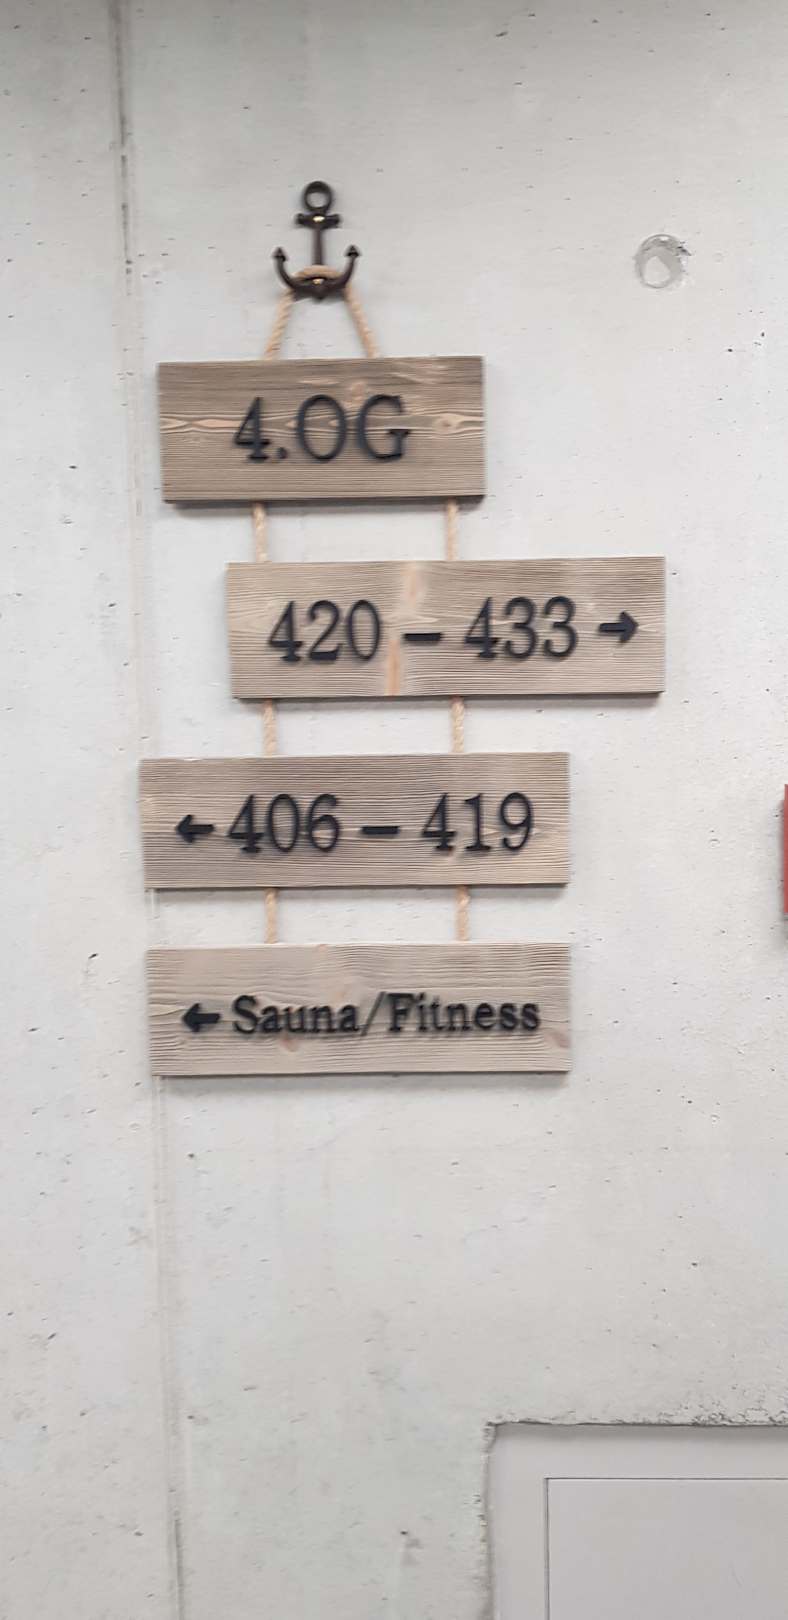 4.OG
420 – 433 →
← 406 – 419
← Sauna/Fitness